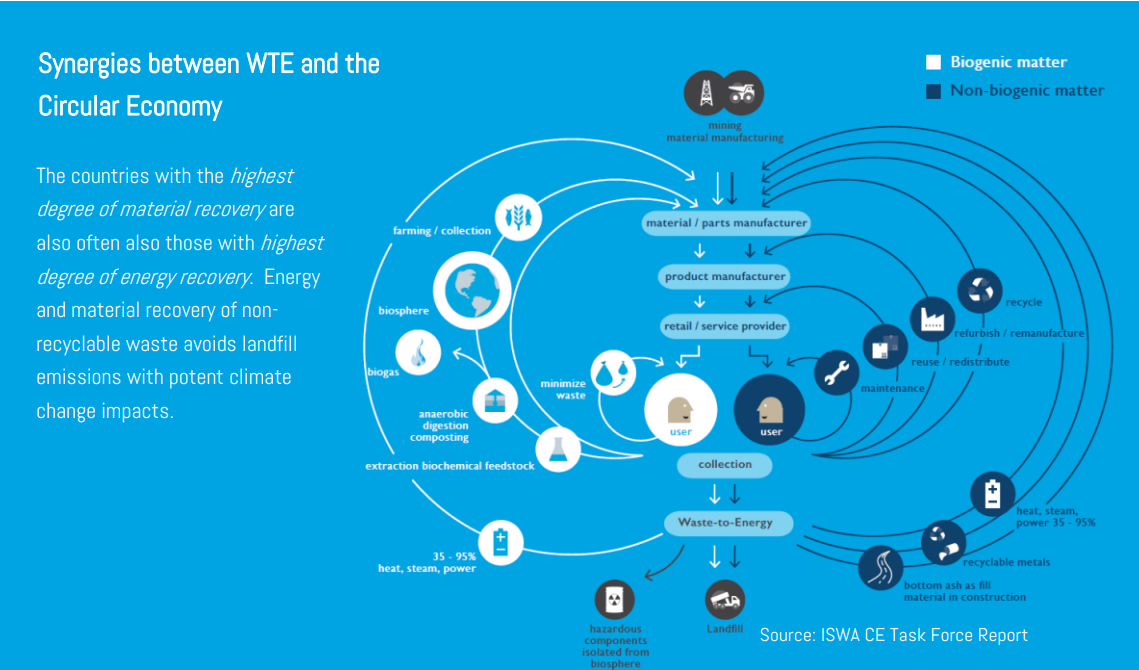 Synergies between WTE and the
Circular Economy
The countries with the highest
degree of material recovery are
also often also those with highest
degree of energy recovery. Energy
and material recovery of non-
recyclable waste avoids landfill
emissions with potent climate
change impacts.
Biogenic matter
Non-biogenic matter
mining
material manufacturing
material / parts manufacturer
farming / collection
product manufacturer
biosphere
recycle
retail / service provider
refurbish / remanufacture
biogas
reuse / redistribute
minimize
waste
maintenance
user
user
anaerobic
digestion
composting
extraction biochemical feedstock
collection
Waste-to-Energy
heat, steam,
power 35 - 95%
35 - 95%
heat, steam, power
recyclable metals
bottom ash as fill
material in construction
hazardous
components
isolated from
biosphere
Landfill
Source: ISWA CE Task Force Report